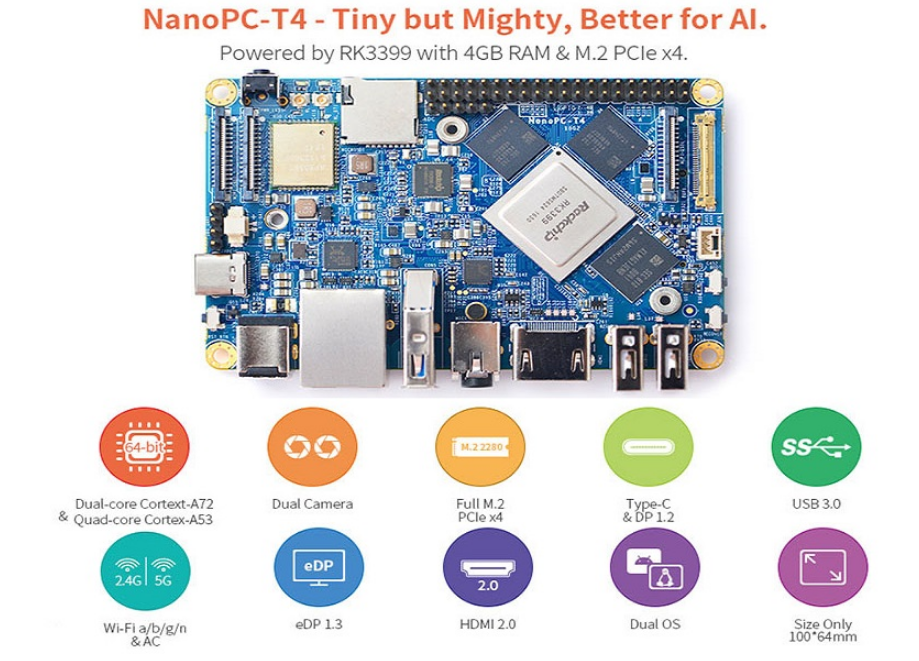 NanoPC-T4 - Tiny but Mighty, Better for AI.
Powered by RK3399 with 4GB RAM & M.2 PCIe x4.
NanoPC-T4
Rockchip
RK3399
64-bit
M.2 2280
SS
Dual-core Cortext-A72
& Quad-core Cortex-A53
Dual Camera
Full M.2
PCIe x4
Type-C
& DP 1.2
USB 3.0
2.4G 5G
eDP
2.0
Wi-Fi a/b/g/n
& AC
eDP 1.3
HDMI 2.0
Dual OS
Size Only
100*64mm